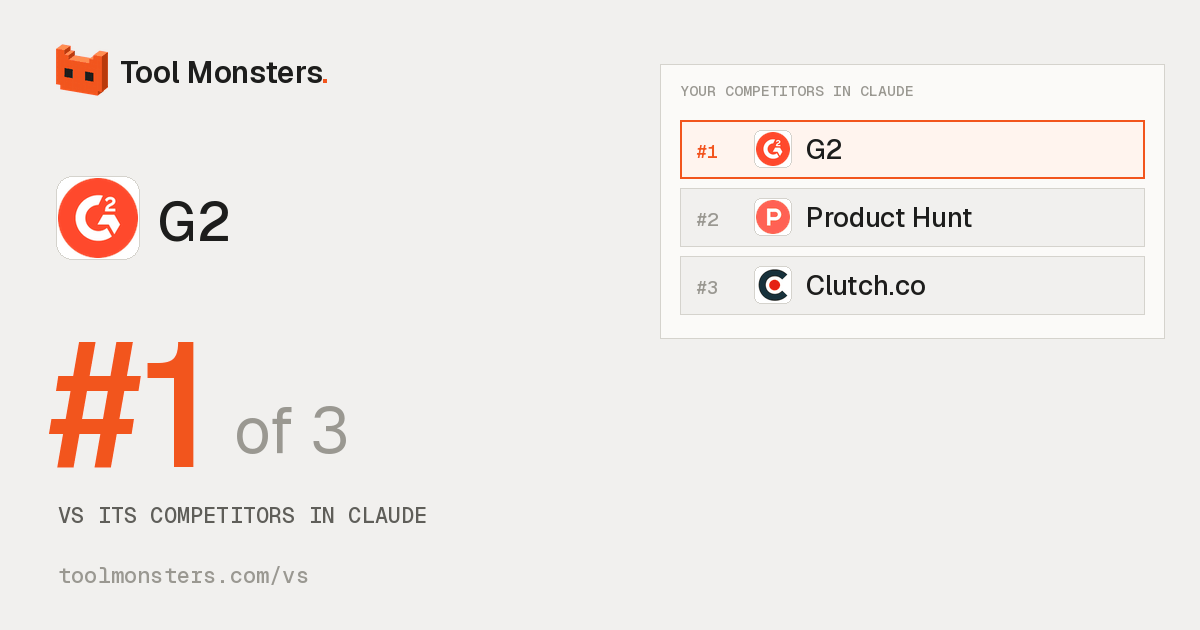 Tool Monsters.
G2
#1 of 3
VS ITS COMPETITORS IN CLAUDE
toolmonsters.com/vs
YOUR COMPETITORS IN CLAUDE
#1 G2
#2 P Product Hunt
#3 Clutch.co